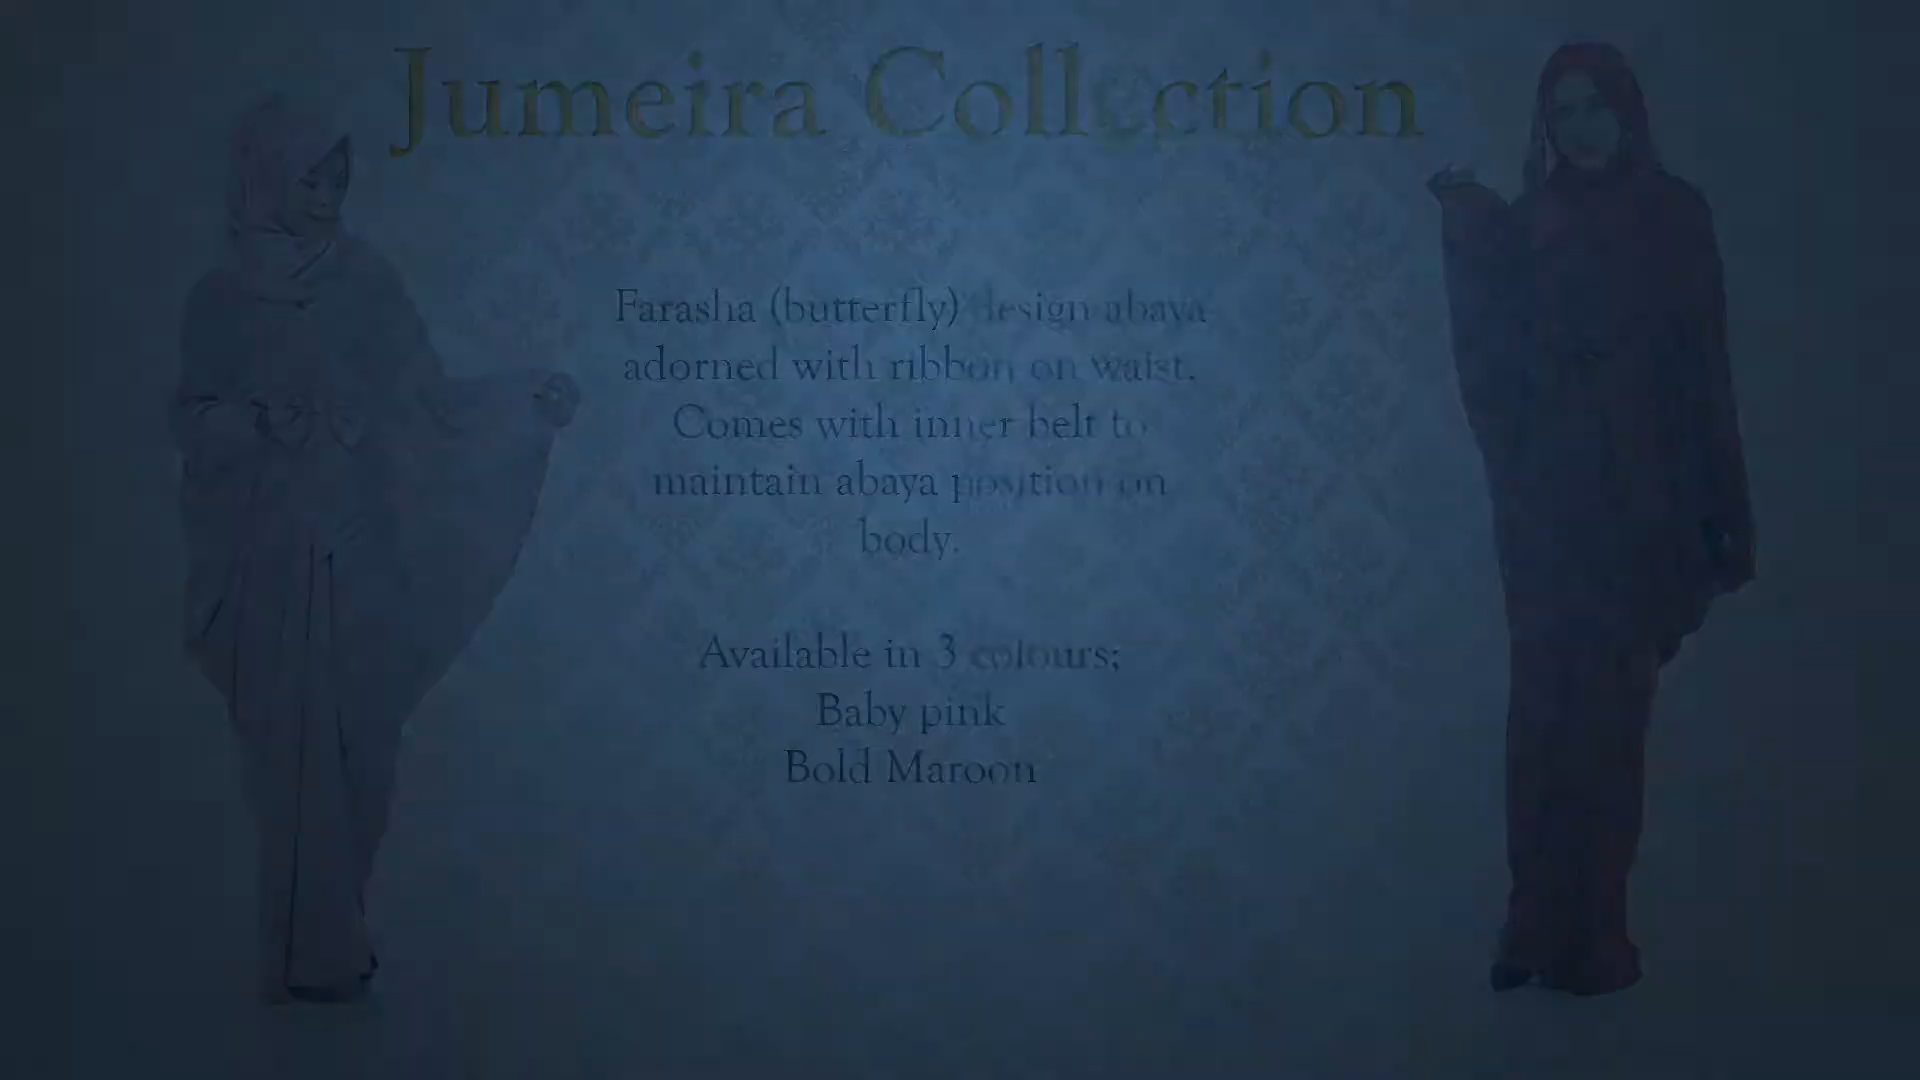 Jumeira Collection
Farasha (butterfly) design abaya
adorned with ribbon on waist.
Comes with inner belt to
maintain abaya position on
body.
Available in 3 colours;
Baby pink
Bold Maroon